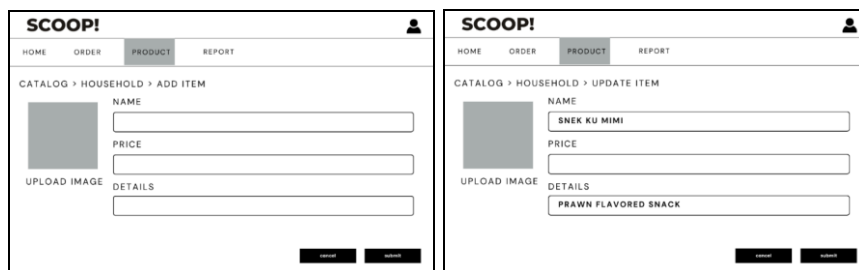 SCOOP!
HOME ORDER PRODUCT REPORT
CATALOG > HOUSEHOLD > ADD ITEM
NAME
PRICE
UPLOAD IMAGE
DETAILS
cancel submit
SCOOP!
HOME ORDER PRODUCT REPORT
CATALOG > HOUSEHOLD > UPDATE ITEM
NAME
SNEK KU MIMI
PRICE
UPLOAD IMAGE
DETAILS
PRAWN FLAVORED SNACK
cancel submit